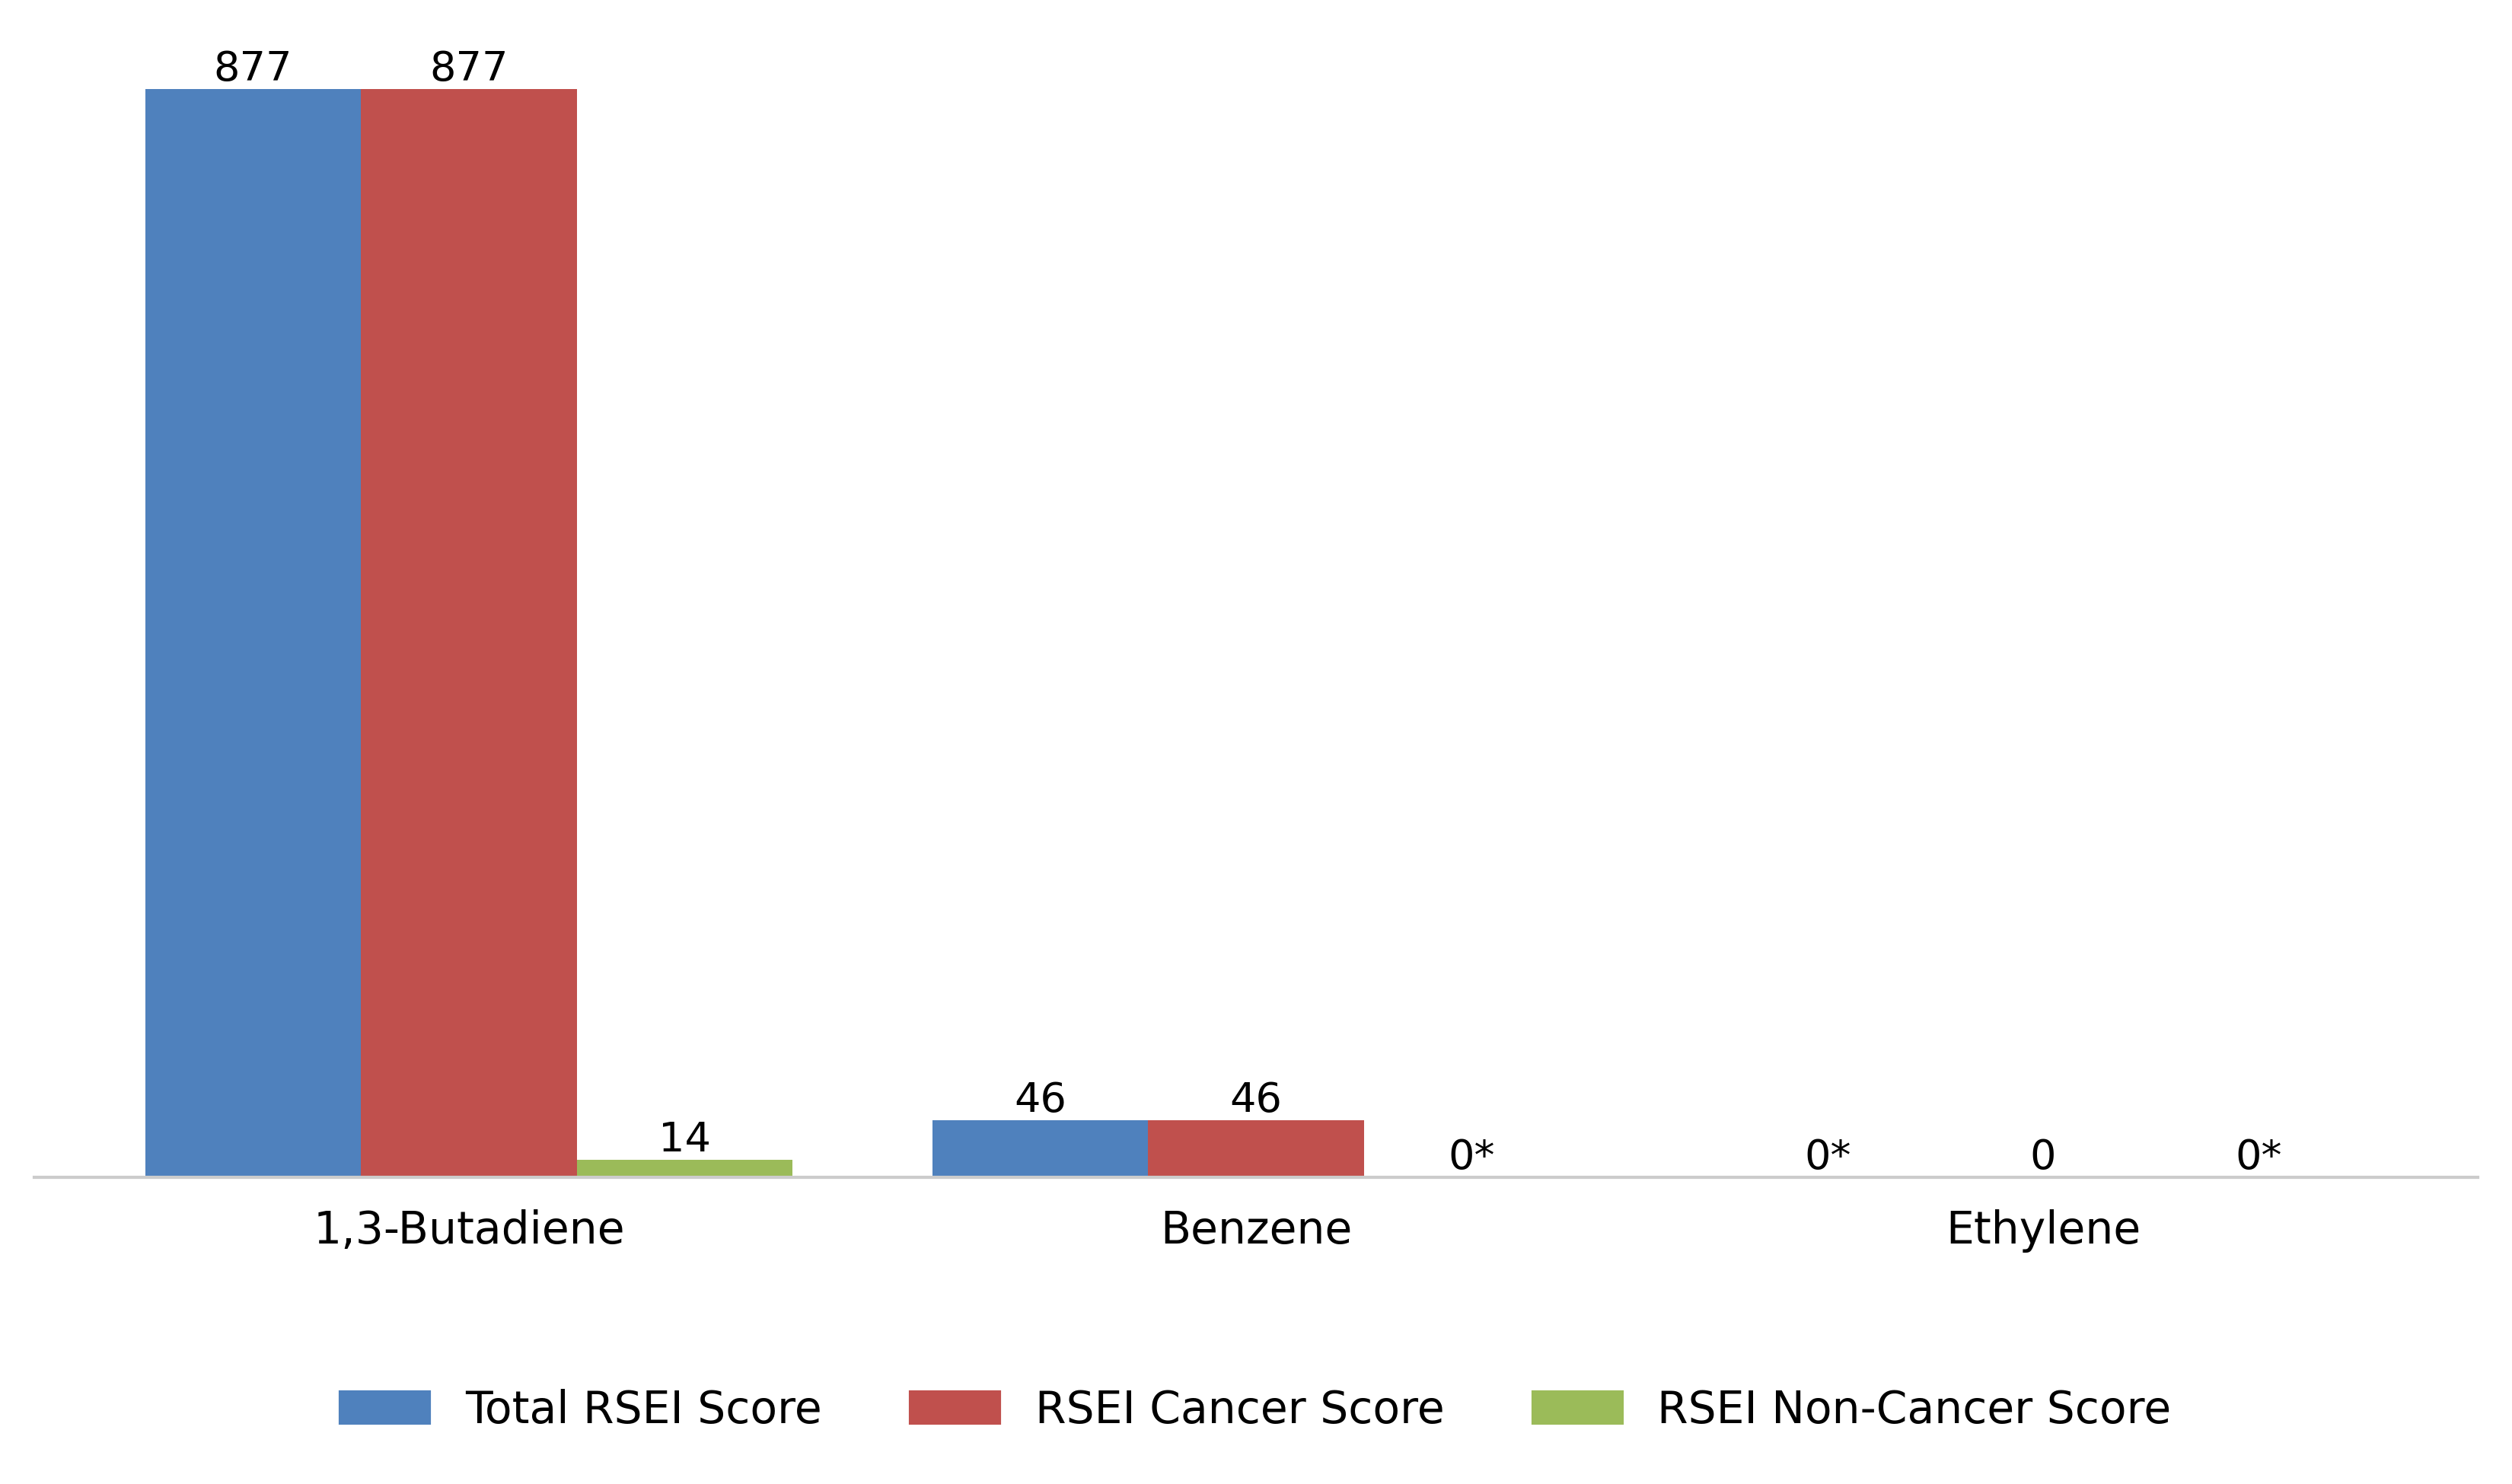 877 877
14
46 46
0* 0* 0 0*
1,3-Butadiene Benzene Ethylene
Total RSEI Score RSEI Cancer Score RSEI Non-Cancer Score